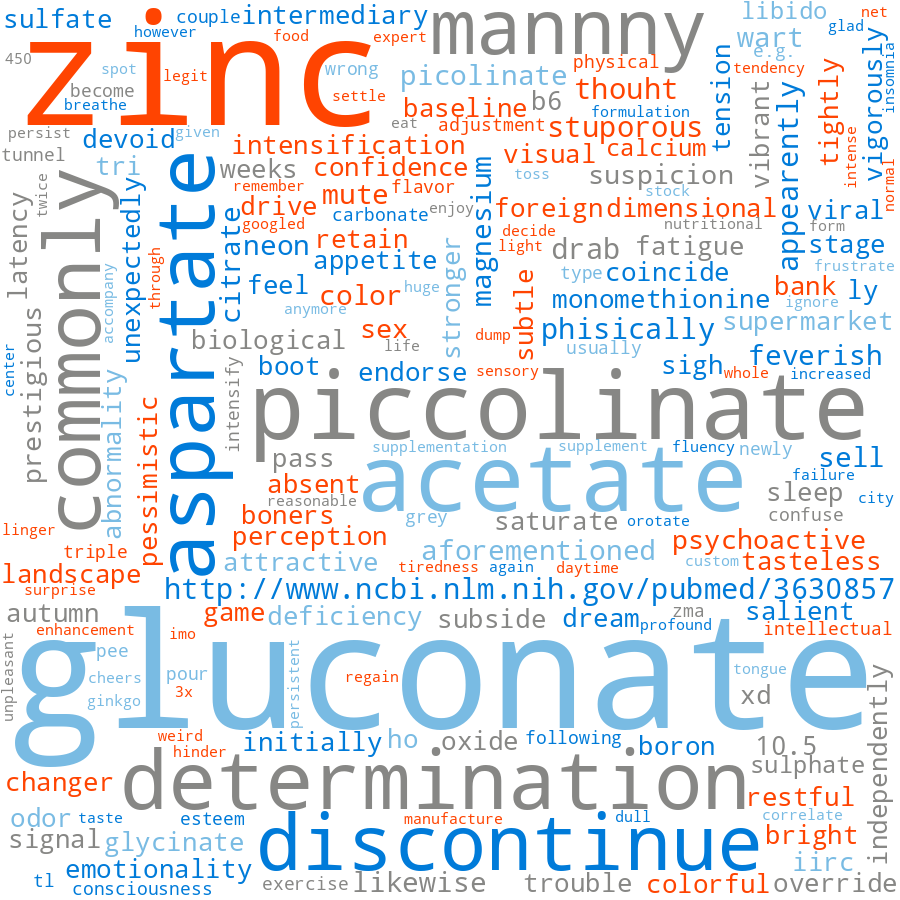 sulfate
couple
intermediary
mannny
libido
net
however
food
expert
glad
zinc
wart
e.g.
450
spot
legit
wrong
picolinate
physical
tendency
vigorously
insomnia
become
breathe
settle
baseline
b6
thouht
formulation
tension
tightly
persist
devoid
given
eat
adjustment
stuporous
vibrant
appearently
intense
normal
tunnel
tri
intensification
visual
calcium
weeks
confidence
toss
suspicion
twice
remember
mute
flavor
magnesium
stock
commonly
unexpectedly
aspartate
drive
carbonate
enjoy
foreign
dimensional
viral
latency
googled
citrate
neon
retain
decide
nutritional
form
light
drab
fatigue
stage
appetite
stronger
accompany
through
feel
huge
type
coincide
frustrate
color
subtle
bank
ly
anymore
monomethionine
ignore
prestigious
biological
sex
dump
phisically
supermarket
life
usually
center
abnormality
intensify
boot
endorse
sensory
sigh
feverish
whole
increased
piccolinate
pessimistic
supplementation
supplement
fluency
newly
pass
acetate
sell
absent
failure
reasonable
sleep
city
linger
boners
grey
saturate
orotate
confuse
triple
perception
aforementioned
psychoactive
landscape
attractive
tiredness
again
daytime
custom
tasteless
surprise
http://www.ncbi.nlm.nih.gov/pubmed/3630857
autumn
game
deficiency
subside
dream
zma
salient
enhancement
imo
profound
intellectual
unpleasant
gluconate
pee
persistent
cheers
pour
regain
tongue
independently
ginkgo
3x
xd
weird
initially
ho
oxide
following
boron
10.5
hinder
determination
sulphate
changer
restful
odor
taste
esteem
manufacture
dull
correlate
discontinue
signal
glycinate
bright
emotionality
iirc
tl
consciousness
exercise
likewise
trouble
colorful
override